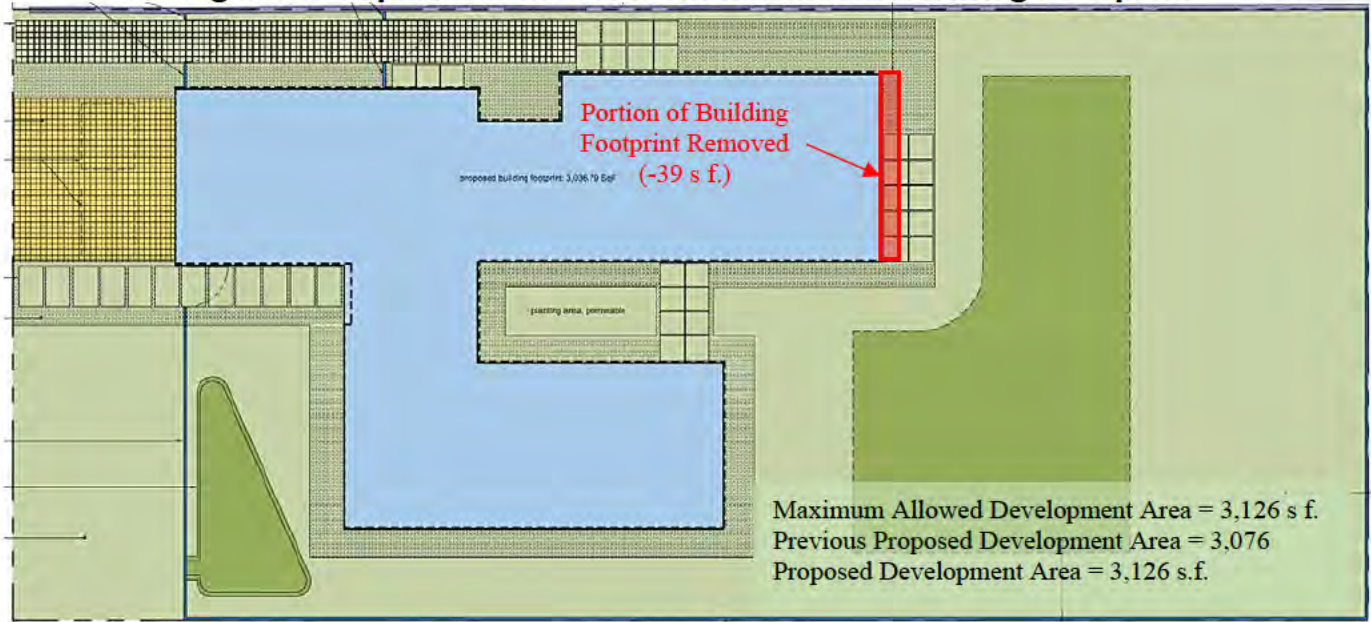 Portion of Building
Footprint Removed
(-39 s f.)
proposed building footprint: 3,036.79 Sqf
planting area, permeable
Maximum Allowed Development Area = 3,126 s f.
Previous Proposed Development Area = 3,076
Proposed Development Area = 3,126 s.f.